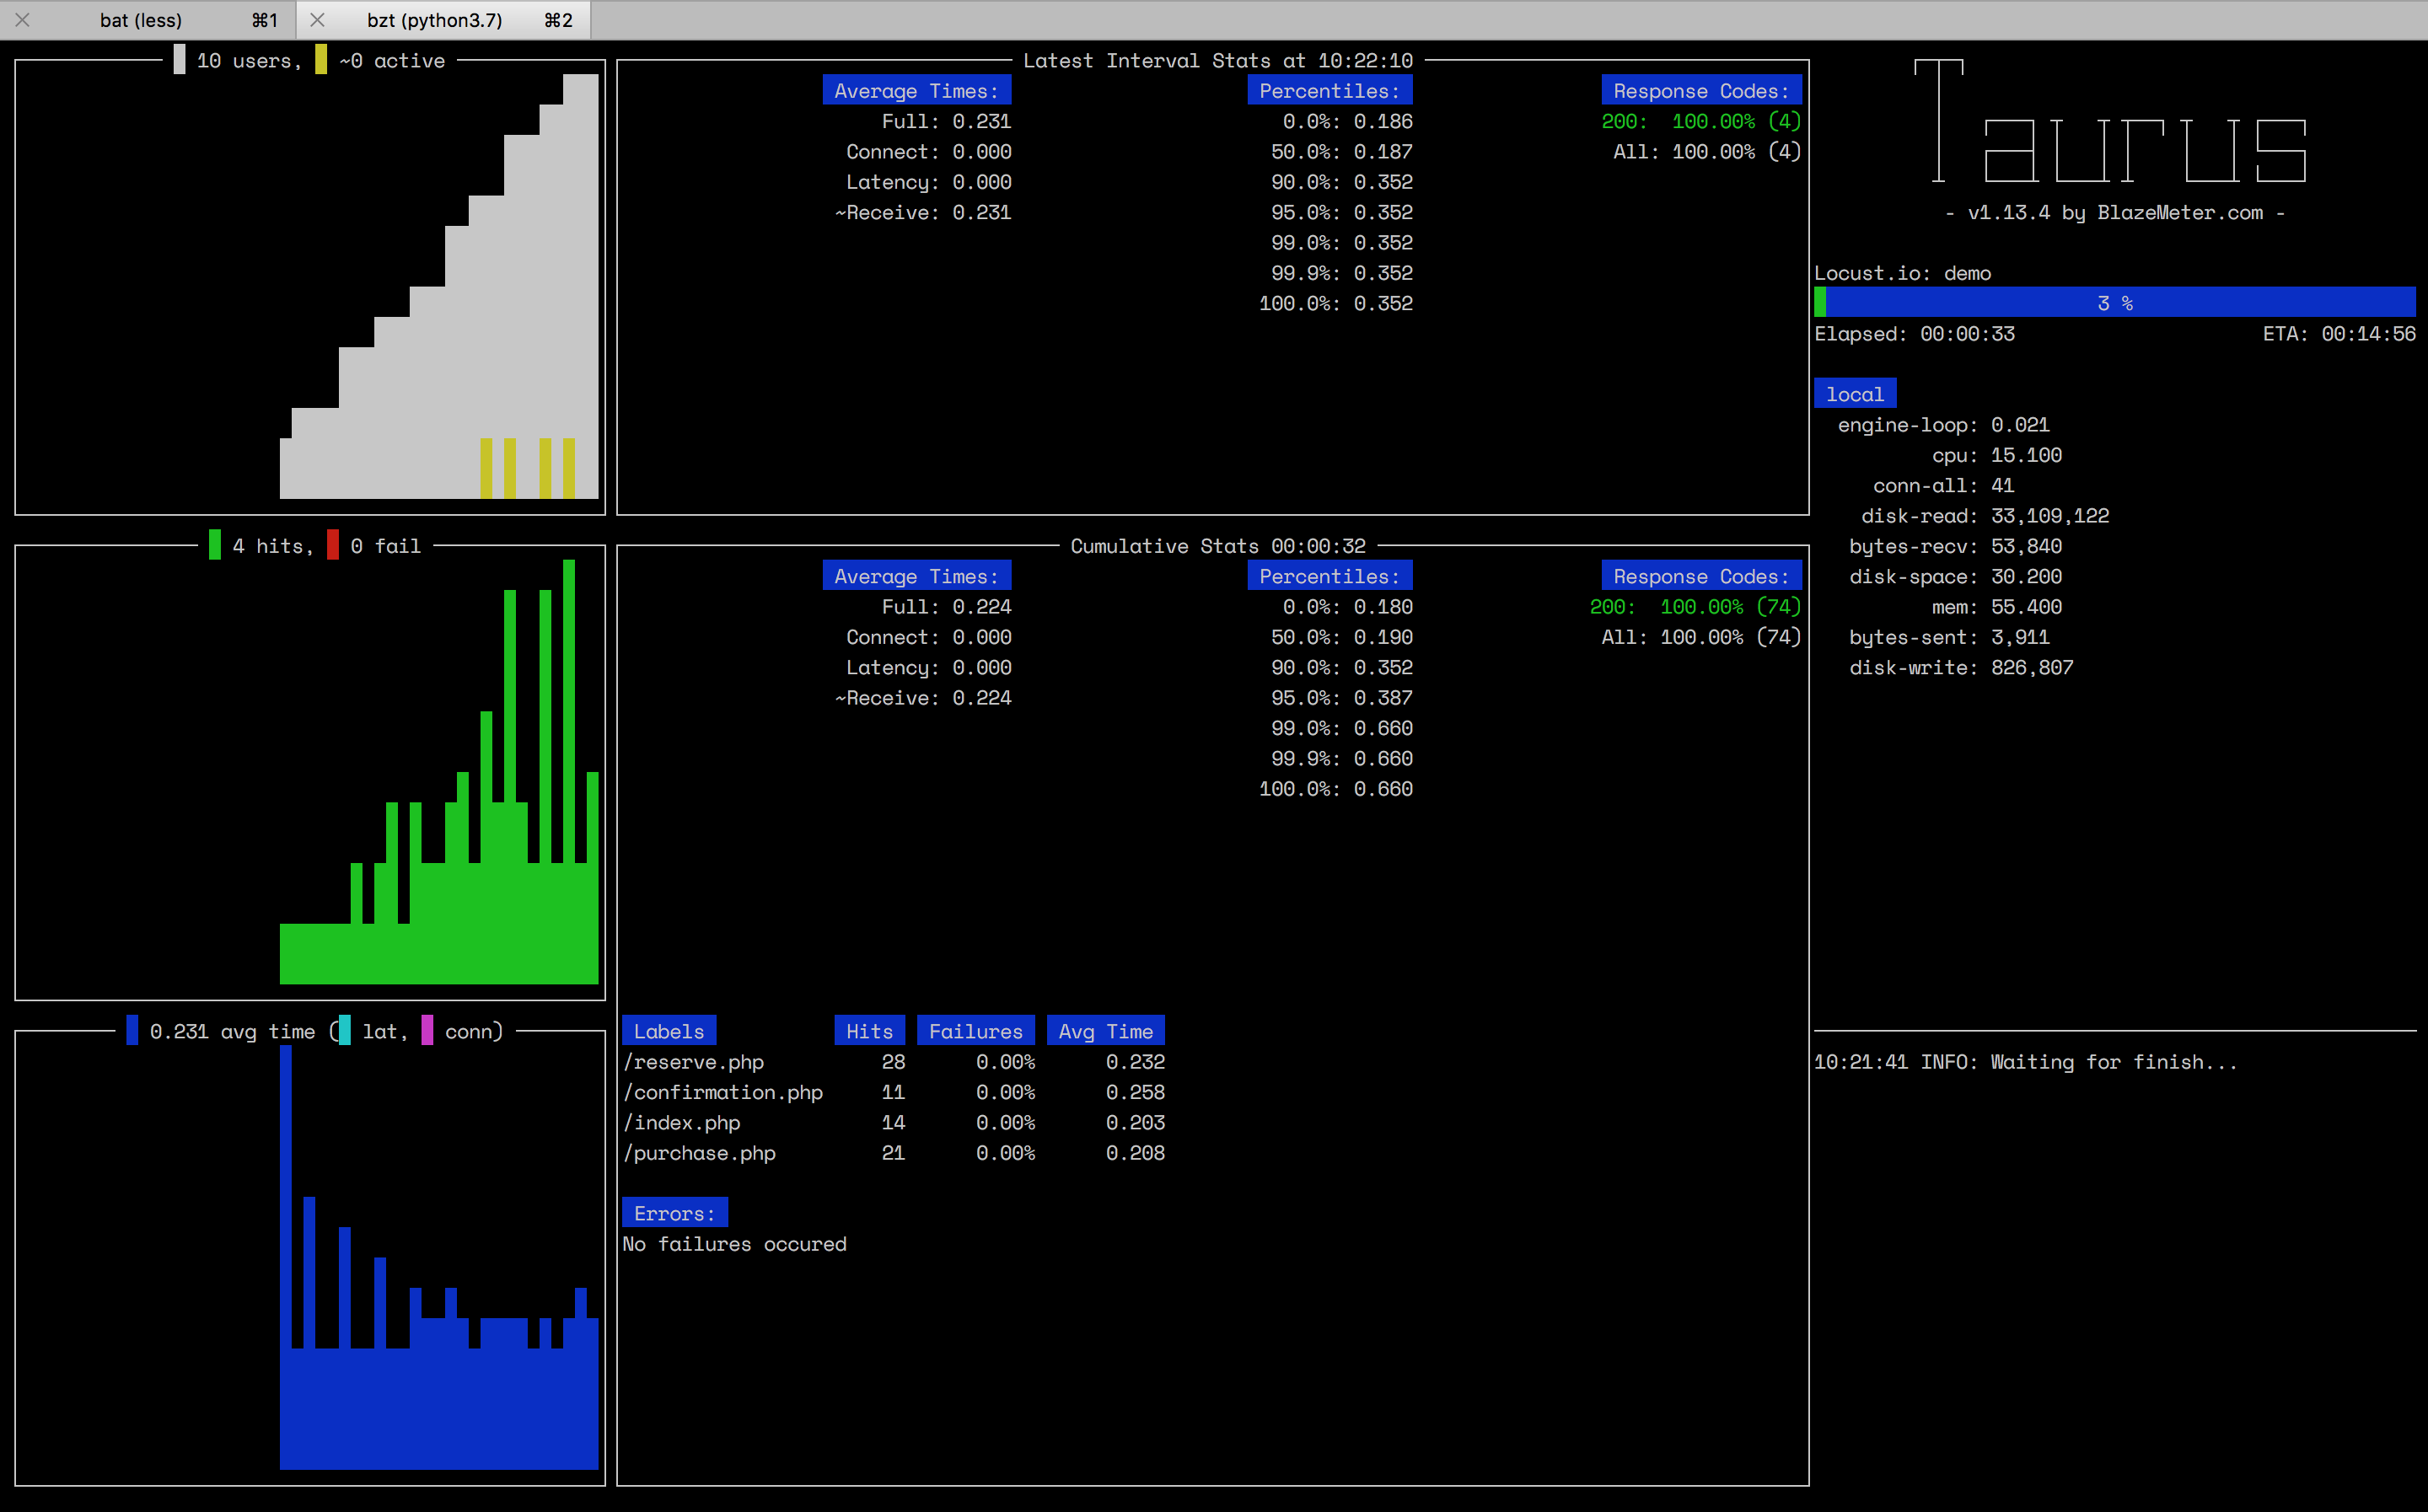 bat (less) ⌘1
bzt (python3.7) ⌘2
10 users, ~0 active
4 hits, 0 fail
0.231 avg time ( lat, conn)
Latest Interval Stats at 10:22:10
Average Times:
Full: 0.231
Connect: 0.000
Latency: 0.000
~Receive: 0.231
Percentiles:
0.0%: 0.186
50.0%: 0.187
90.0%: 0.352
95.0%: 0.352
99.0%: 0.352
99.9%: 0.352
100.0%: 0.352
Response Codes:
200: 100.00% (4)
All: 100.00% (4)
Cumulative Stats 00:00:32
Average Times:
Full: 0.224
Connect: 0.000
Latency: 0.000
~Receive: 0.224
Percentiles:
0.0%: 0.180
50.0%: 0.190
90.0%: 0.352
95.0%: 0.387
99.0%: 0.660
99.9%: 0.660
100.0%: 0.660
Response Codes:
200: 100.00% (74)
All: 100.00% (74)
Labels Hits Failures Avg Time
/reserve.php 28 0.00% 0.232
/confirmation.php 11 0.00% 0.258
/index.php 14 0.00% 0.203
/purchase.php 21 0.00% 0.208
Errors:
No failures occured
Taurus
- v1.13.4 by BlazeMeter.com -
Locust.io: demo
3 %
Elapsed: 00:00:33 ETA: 00:14:56
local
engine-loop: 0.021
cpu: 15.100
conn-all: 41
disk-read: 33,109,122
bytes-recv: 53,840
disk-space: 30.200
mem: 55.400
bytes-sent: 3,911
disk-write: 826,807
10:21:41 INFO: Waiting for finish...